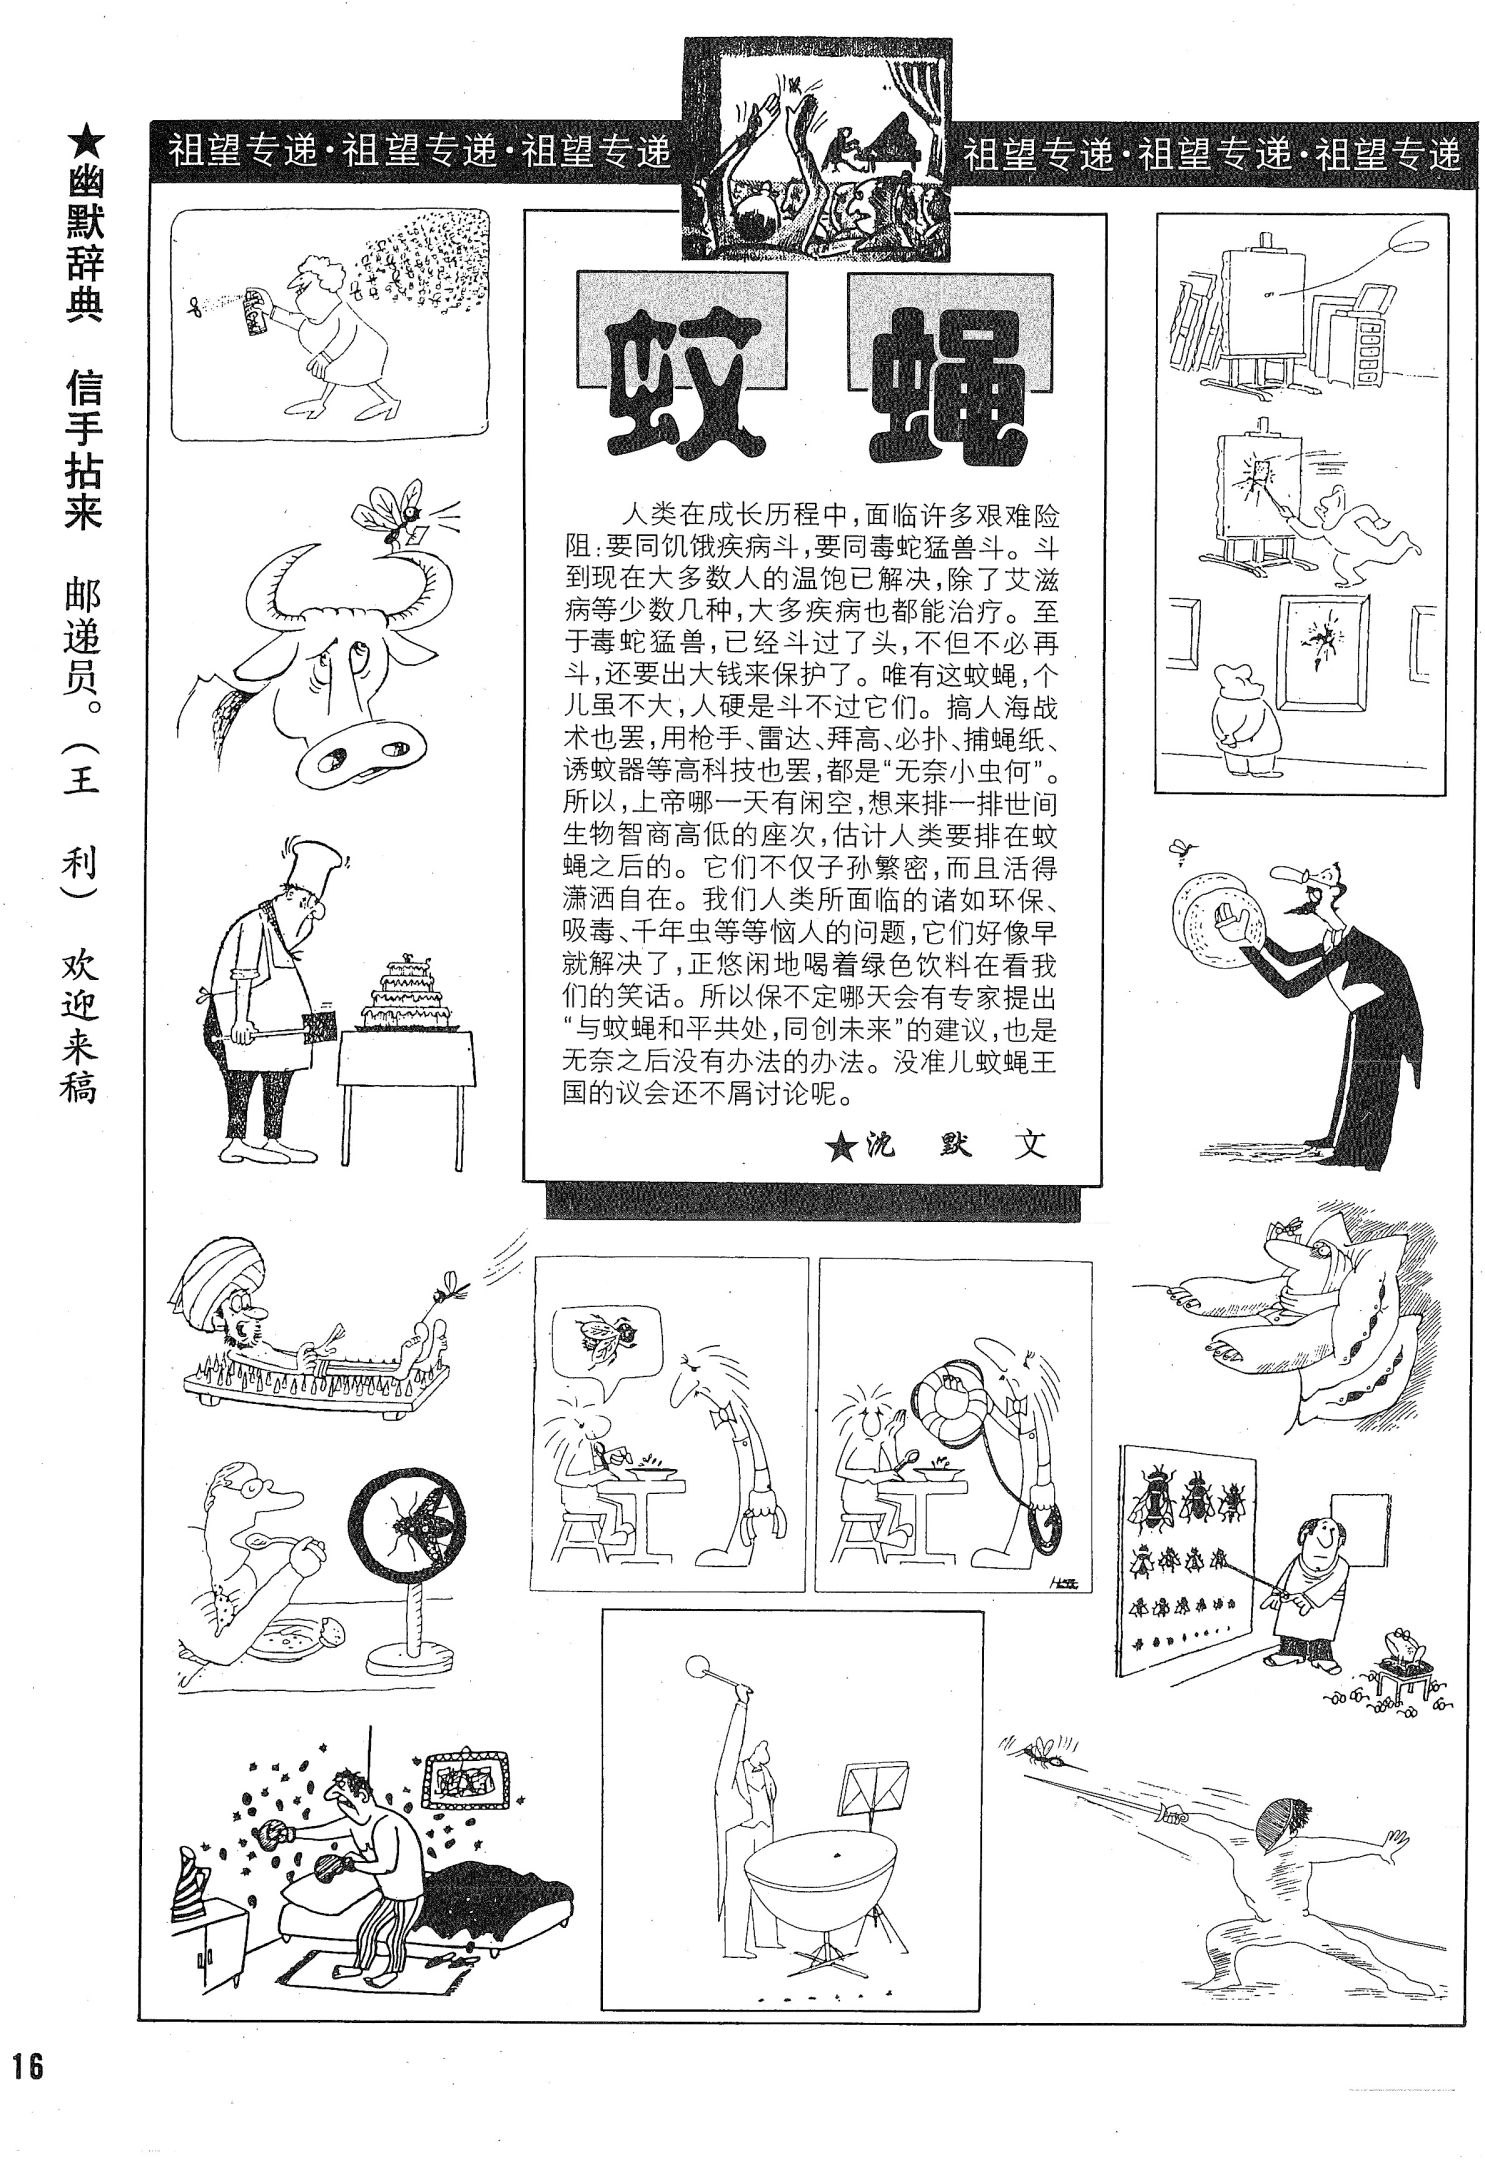 祖望专递·祖望专递·祖望专递
祖望专递·祖望专递·祖望专递
★幽默辞典 信手拈来 邮递员。（王 利） 欢迎来稿
蚊蝇
人类在成长历程中，面临许多艰难险
阻：要同饥饿疾病斗，要同毒蛇猛兽斗。斗
到现在大多数人的温饱已解决，除了艾滋
病等少数几种，大多疾病也都能治疗。至
于毒蛇猛兽，已经斗过了头，不但不必再
斗，还要出大钱来保护了。唯有这蚊蝇，个
儿虽不大，人硬是斗不过它们。搞人海战
术也罢，用枪手、雷达、拜高、必扑、捕蝇纸、
诱蚊器等高科技也罢，都是“无奈小虫何”。
所以，上帝哪一天有闲空，想来排一排世间
生物智商高低的座次，估计人类要排在蚊
蝇之后的。它们不仅子孙繁密，而且活得
潇洒自在。我们人类所面临的诸如环保、
吸毒、千年虫等等恼人的问题，它们好像早
就解决了，正悠闲地喝着绿色饮料在看我
们的笑话。所以保不定哪天会有专家提出
“与蚊蝇和平共处，同创未来”的建议，也是
无奈之后没有办法的办法。没准儿蚊蝇王
国的议会还不屑讨论呢。
★沈 默 文
16